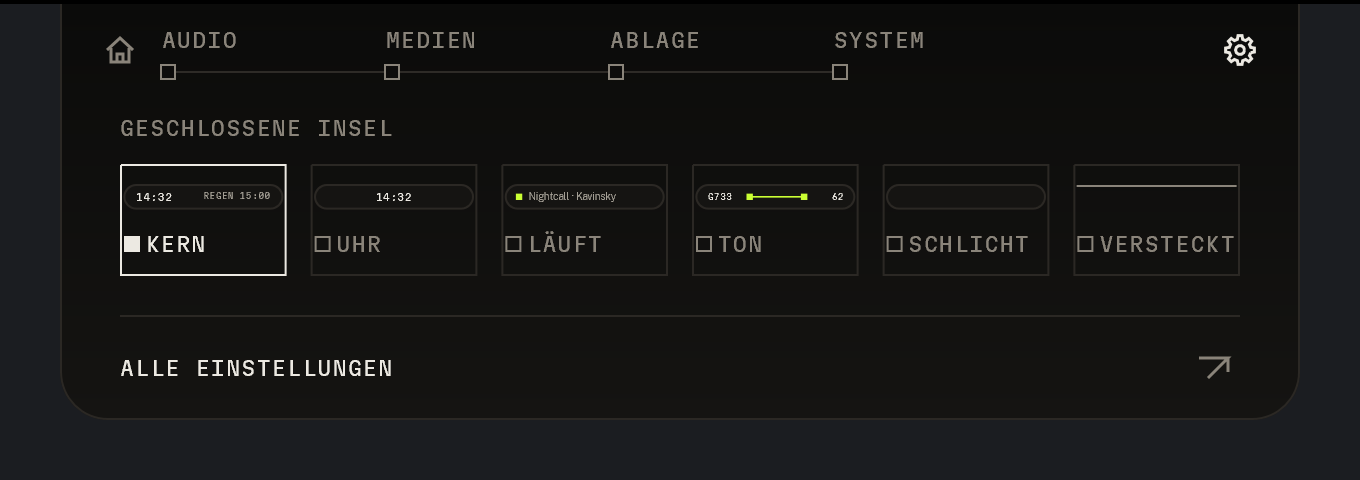 AUDIO MEDIEN ABLAGE SYSTEM
GESCHLOSSENE INSEL
14:32 REGEN 15:00 14:32 Nightcall · Kavinsky G733 62
KERN UHR LÄUFT TON SCHLICHT VERSTECKT
ALLE EINSTELLUNGEN